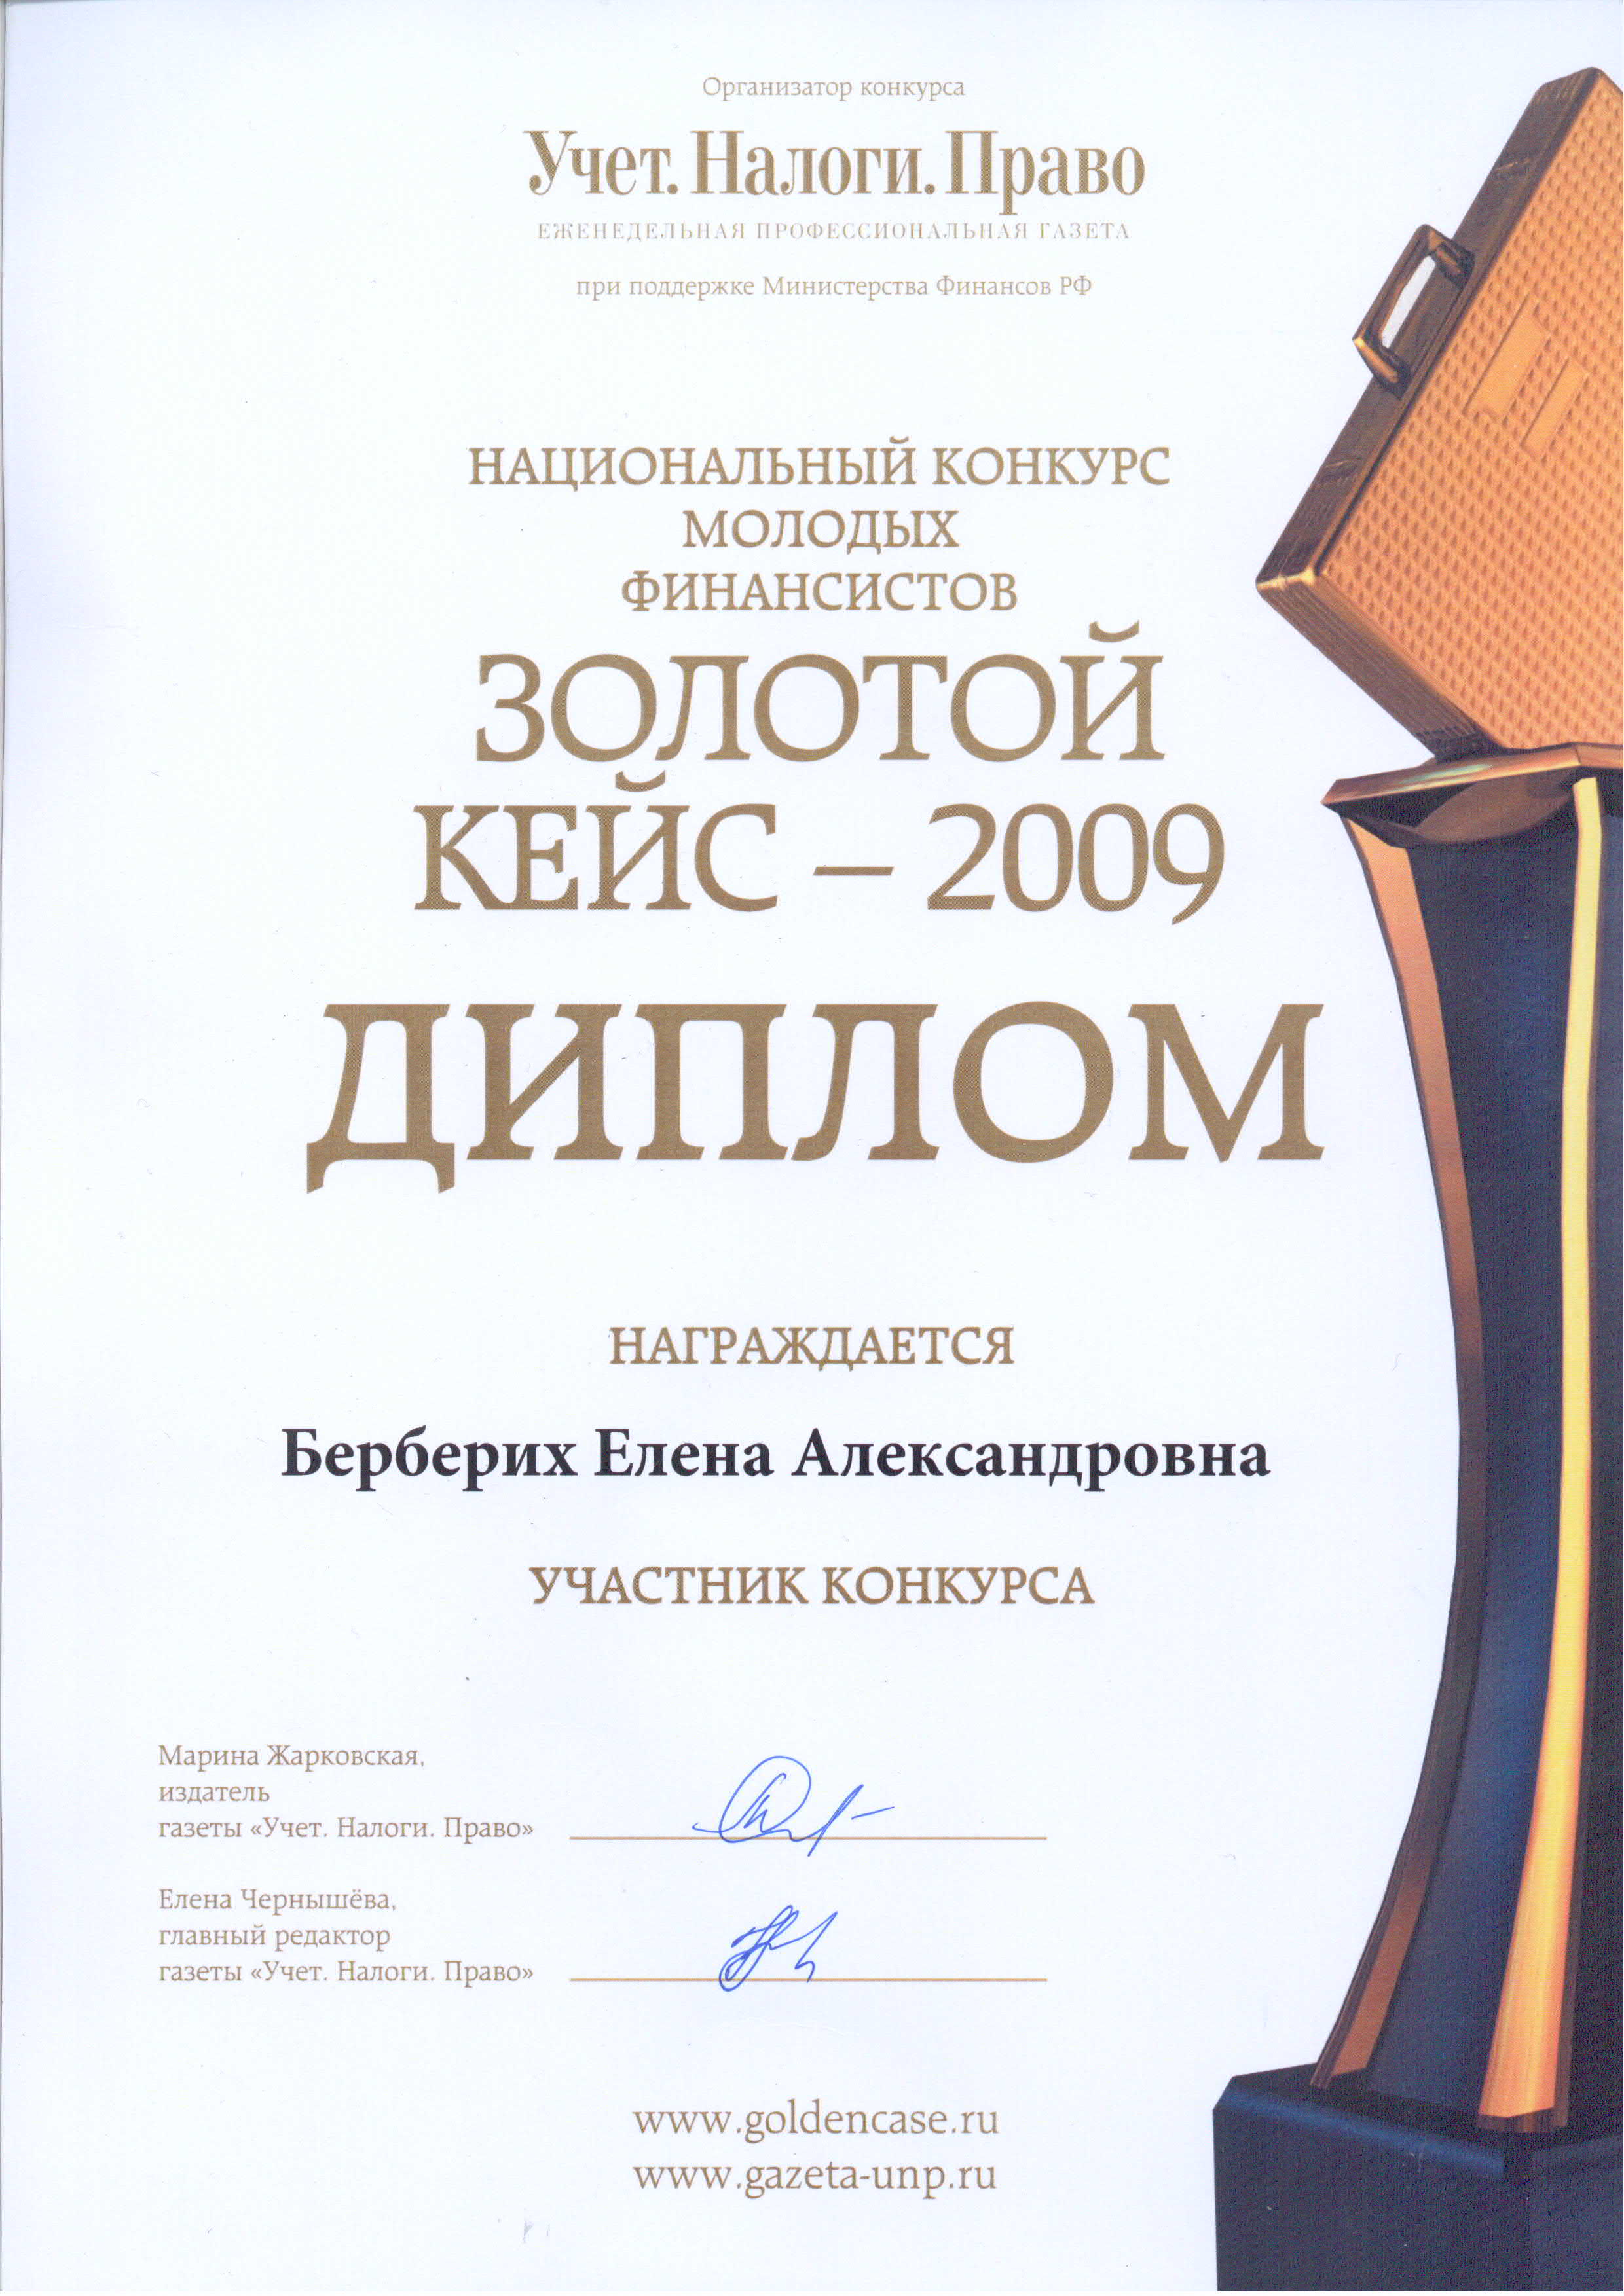 Организатор конкурса
Учет. Налоги. Право
ЕЖЕНЕДЕЛЬНАЯ ПРОФЕССИОНАЛЬНАЯ ГАЗЕТА
при поддержке Министерства Финансов РФ
НАЦИОНАЛЬНЫЙ КОНКУРС
МОЛОДЫХ
ФИНАНСИСТОВ
ЗОЛОТОЙ
КЕЙС – 2009
ДИПЛОМ
НАГРАЖДАЕТСЯ
Берберих Елена Александровна
УЧАСТНИК КОНКУРСА
Марина Жарковская,
издатель
газеты «Учет. Налоги. Право»
Елена Чернышёва,
главный редактор
газеты «Учет. Налоги. Право»
www.goldencase.ru
www.gazeta-unp.ru